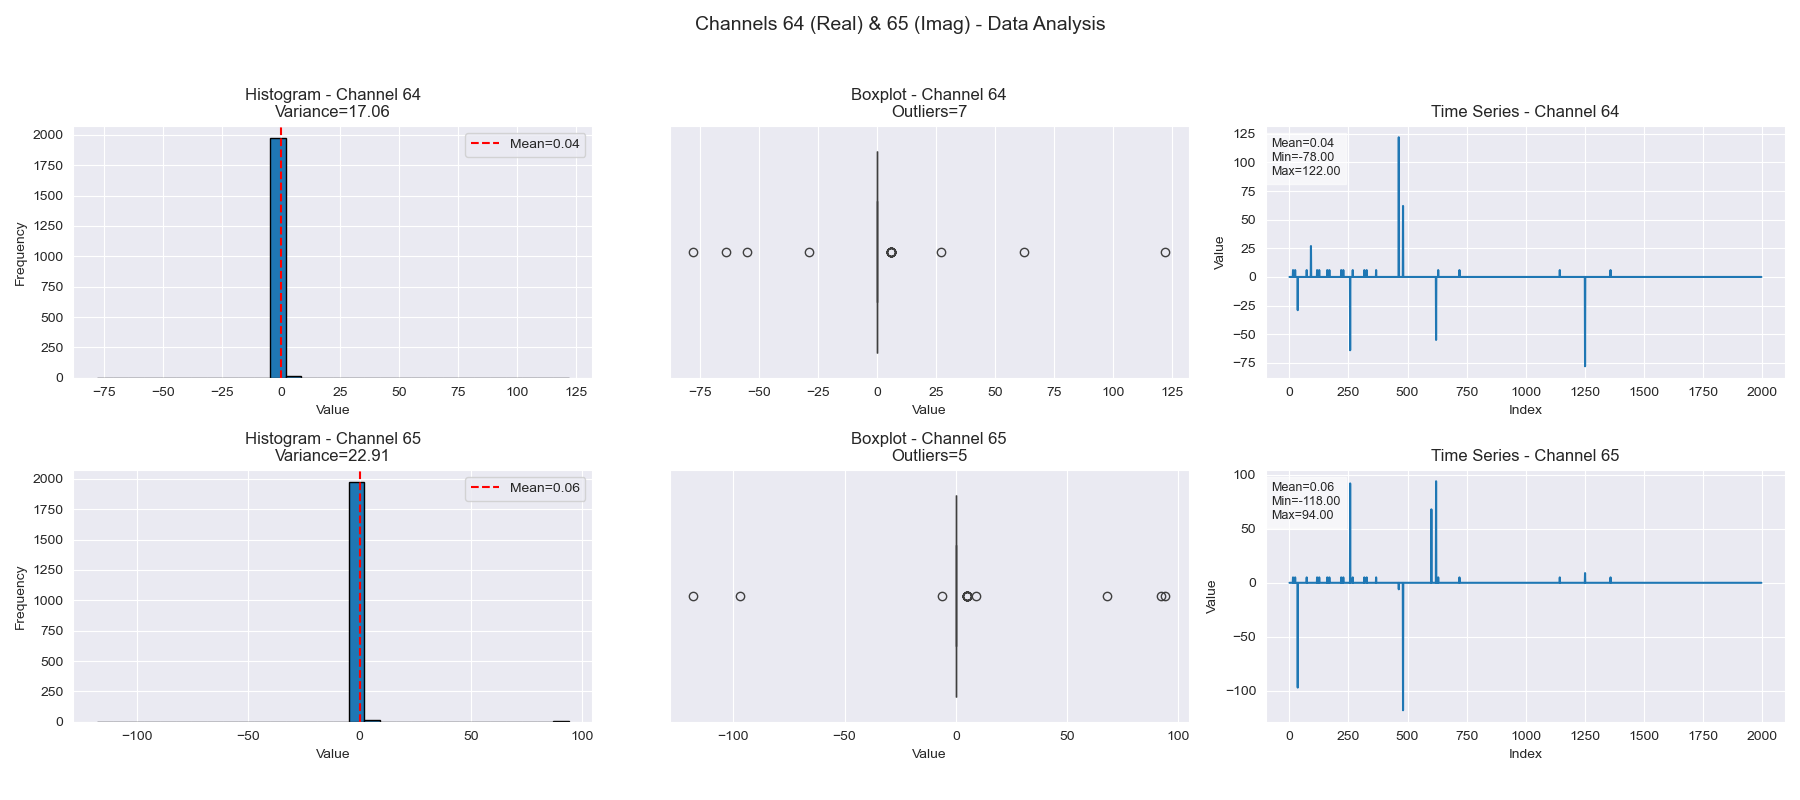 Channels 64 (Real) & 65 (Imag) - Data Analysis
Histogram - Channel 64
Variance=17.06
Mean=0.04
Frequency
2000
1750
1500
1250
1000
750
500
250
0
−75 −50 −25 0 25 50 75 100 125
Value
Boxplot - Channel 64
Outliers=7
−75 −50 −25 0 25 50 75 100 125
Value
Time Series - Channel 64
Mean=0.04
Min=-78.00
Max=122.00
Value
125
100
75
50
25
0
−25
−50
−75
0 250 500 750 1000 1250 1500 1750 2000
Index
Histogram - Channel 65
Variance=22.91
Mean=0.06
Frequency
2000
1750
1500
1250
1000
750
500
250
0
−100 −50 0 50 100
Value
Boxplot - Channel 65
Outliers=5
−100 −50 0 50 100
Value
Time Series - Channel 65
Mean=0.06
Min=-118.00
Max=94.00
Value
100
50
0
−50
−100
0 250 500 750 1000 1250 1500 1750 2000
Index